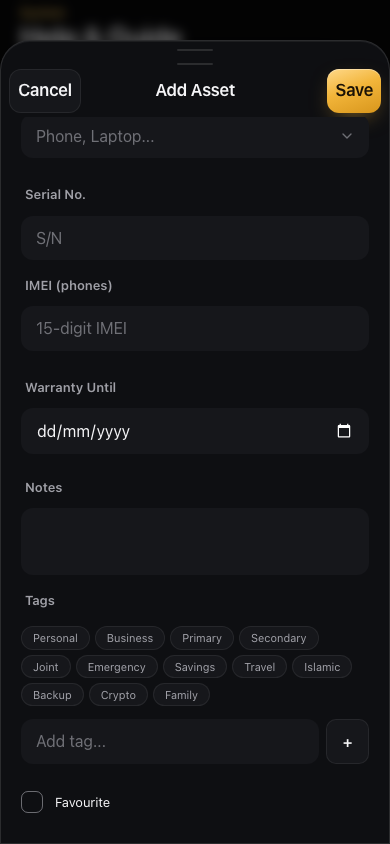 Cancel
Add Asset
Save
Phone, Laptop...
Serial No.
S/N
IMEI (phones)
15-digit IMEI
Warranty Until
dd/mm/yyyy
Notes
Tags
Personal Business Primary Secondary
Joint Emergency Savings Travel Islamic
Backup Crypto Family
Add tag...
+
Favourite